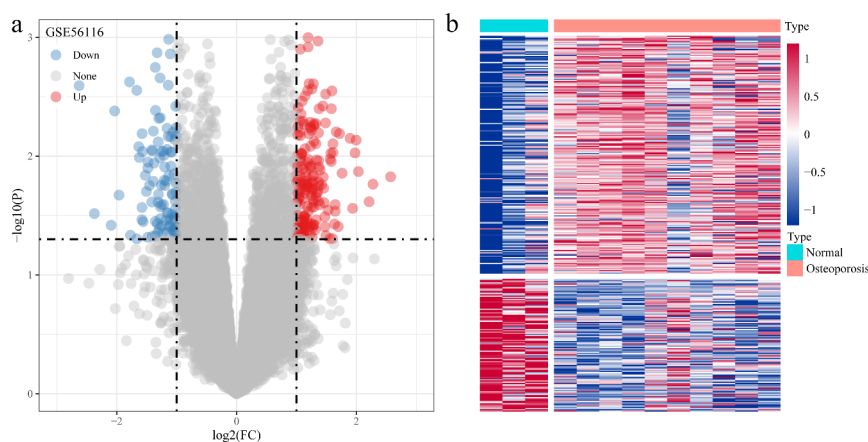 a
GSE56116
Down
None
Up
3
2
1
0
−log10(P)
−2
0
2
log2(FC)
b
Type
1
0.5
0
−0.5
−1
Type
Normal
Osteoporosis